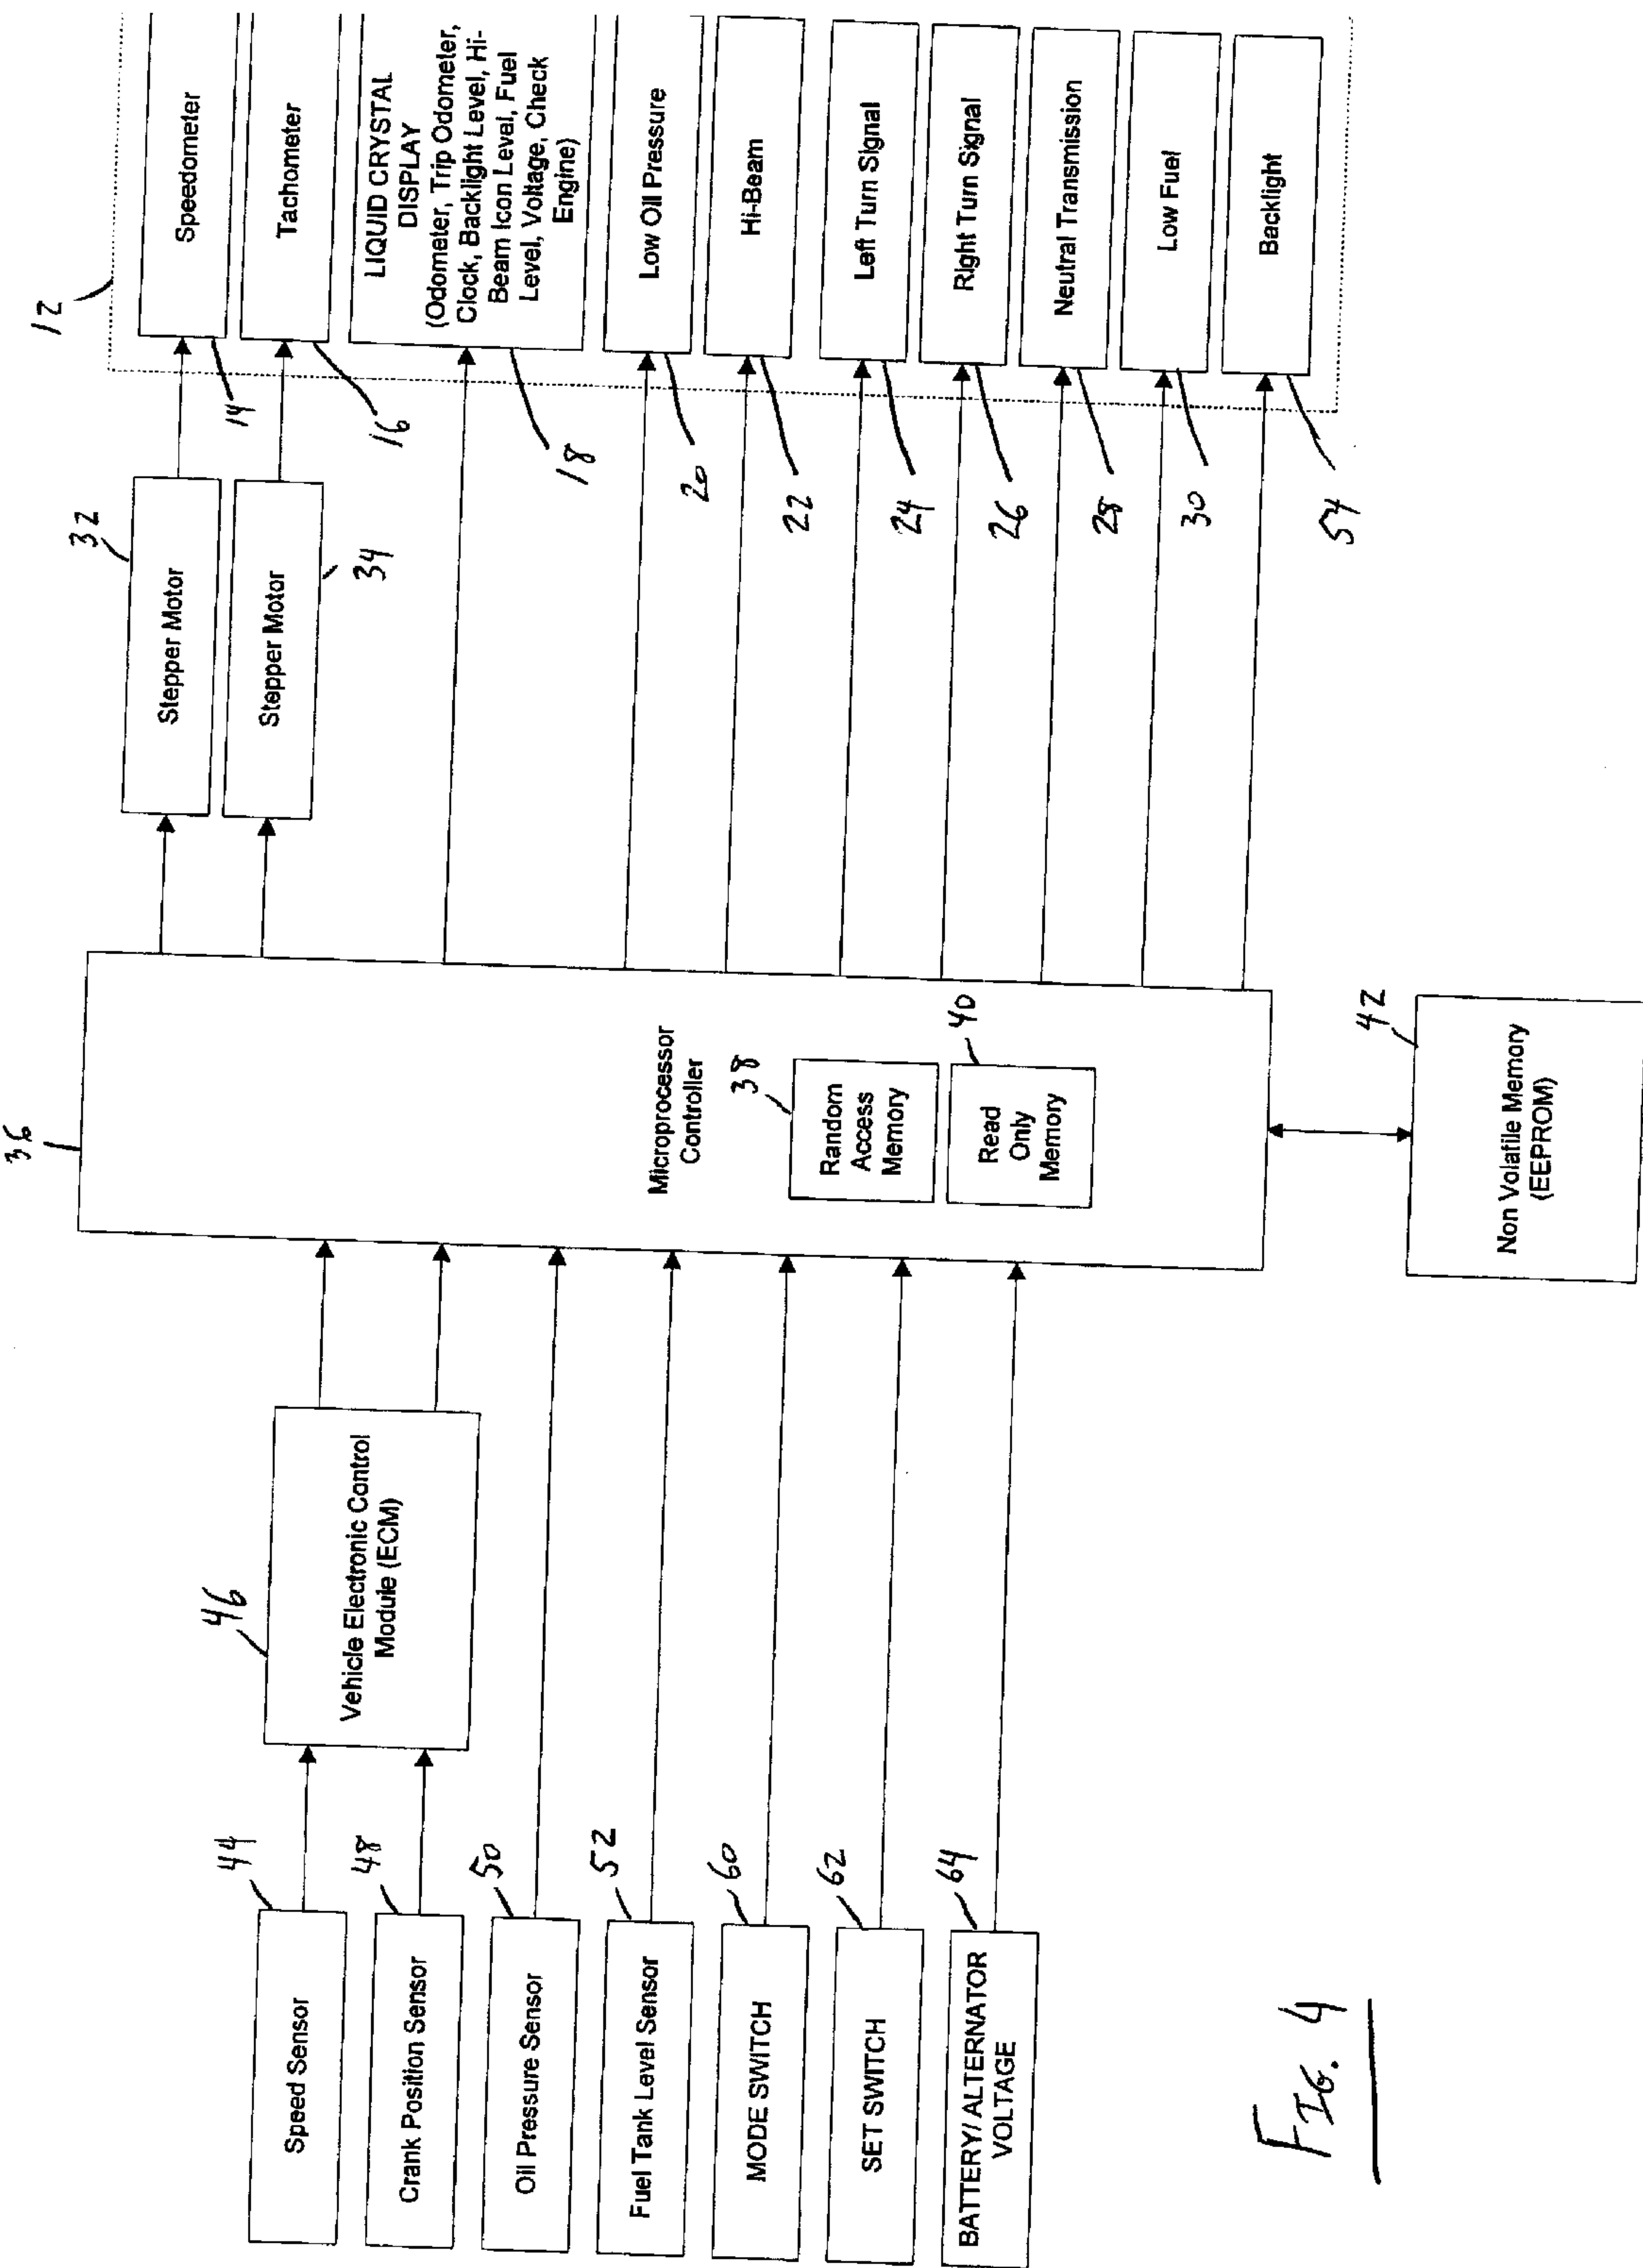 36
12
32
Stepper Motor
Speedometer
14
Stepper Motor
34
Tachometer
16
LIQUID CRYSTAL
DISPLAY
(Odometer, Trip Odometer,
Clock, Backlight Level, Hi-
Beam Icon Level, Fuel
Level, Voltage, Check
Engine)
18
Low Oil Pressure
20
Hi-Beam
22
Left Turn Signal
24
Right Turn Signal
26
Neutral Transmission
28
Low Fuel
30
Backlight
54
Microprocessor
Controller
38
Random
Access
Memory
40
Read
Only
Memory
42
Non Volatile Memory
(EEPROM)
46
Vehicle Electronic Control
Module (ECM)
44
Speed Sensor
48
Crank Position Sensor
50
Oil Pressure Sensor
52
Fuel Tank Level Sensor
60
MODE SWITCH
62
SET SWITCH
64
BATTERY/ ALTERNATOR
VOLTAGE
FIG. 4